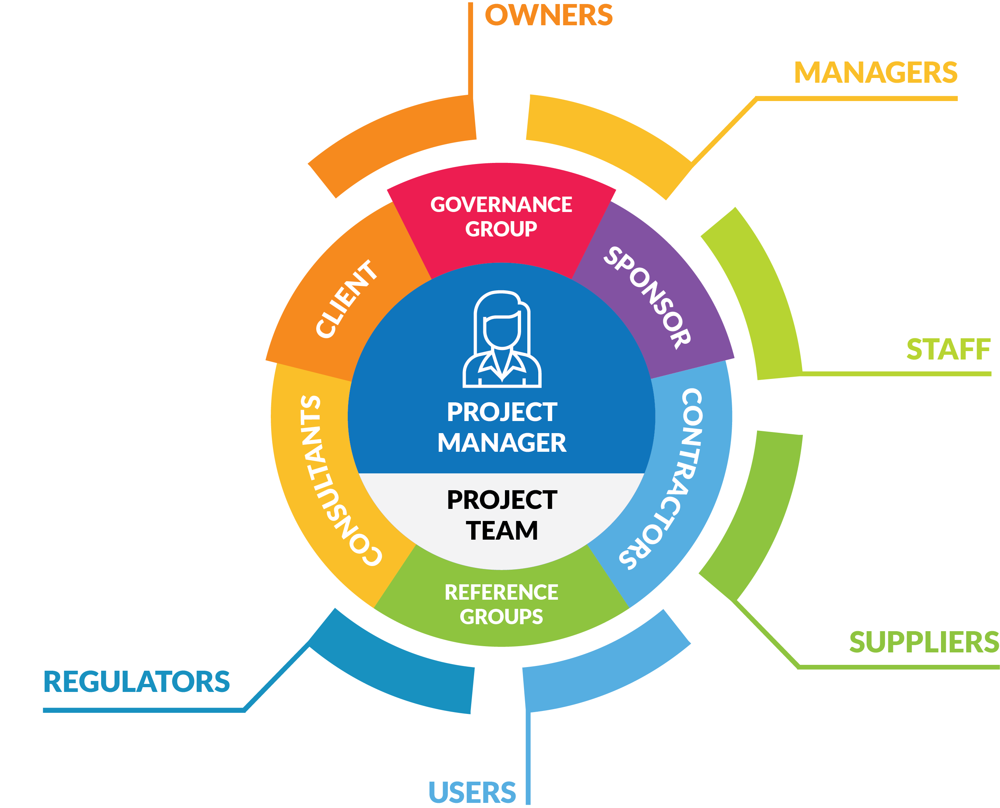 OWNERS
MANAGERS
GOVERNANCE
GROUP
CLIENT
SPONSOR
STAFF
PROJECT
MANAGER
CONSULTANTS
CONTRACTORS
PROJECT
TEAM
REFERENCE
GROUPS
SUPPLIERS
REGULATORS
USERS